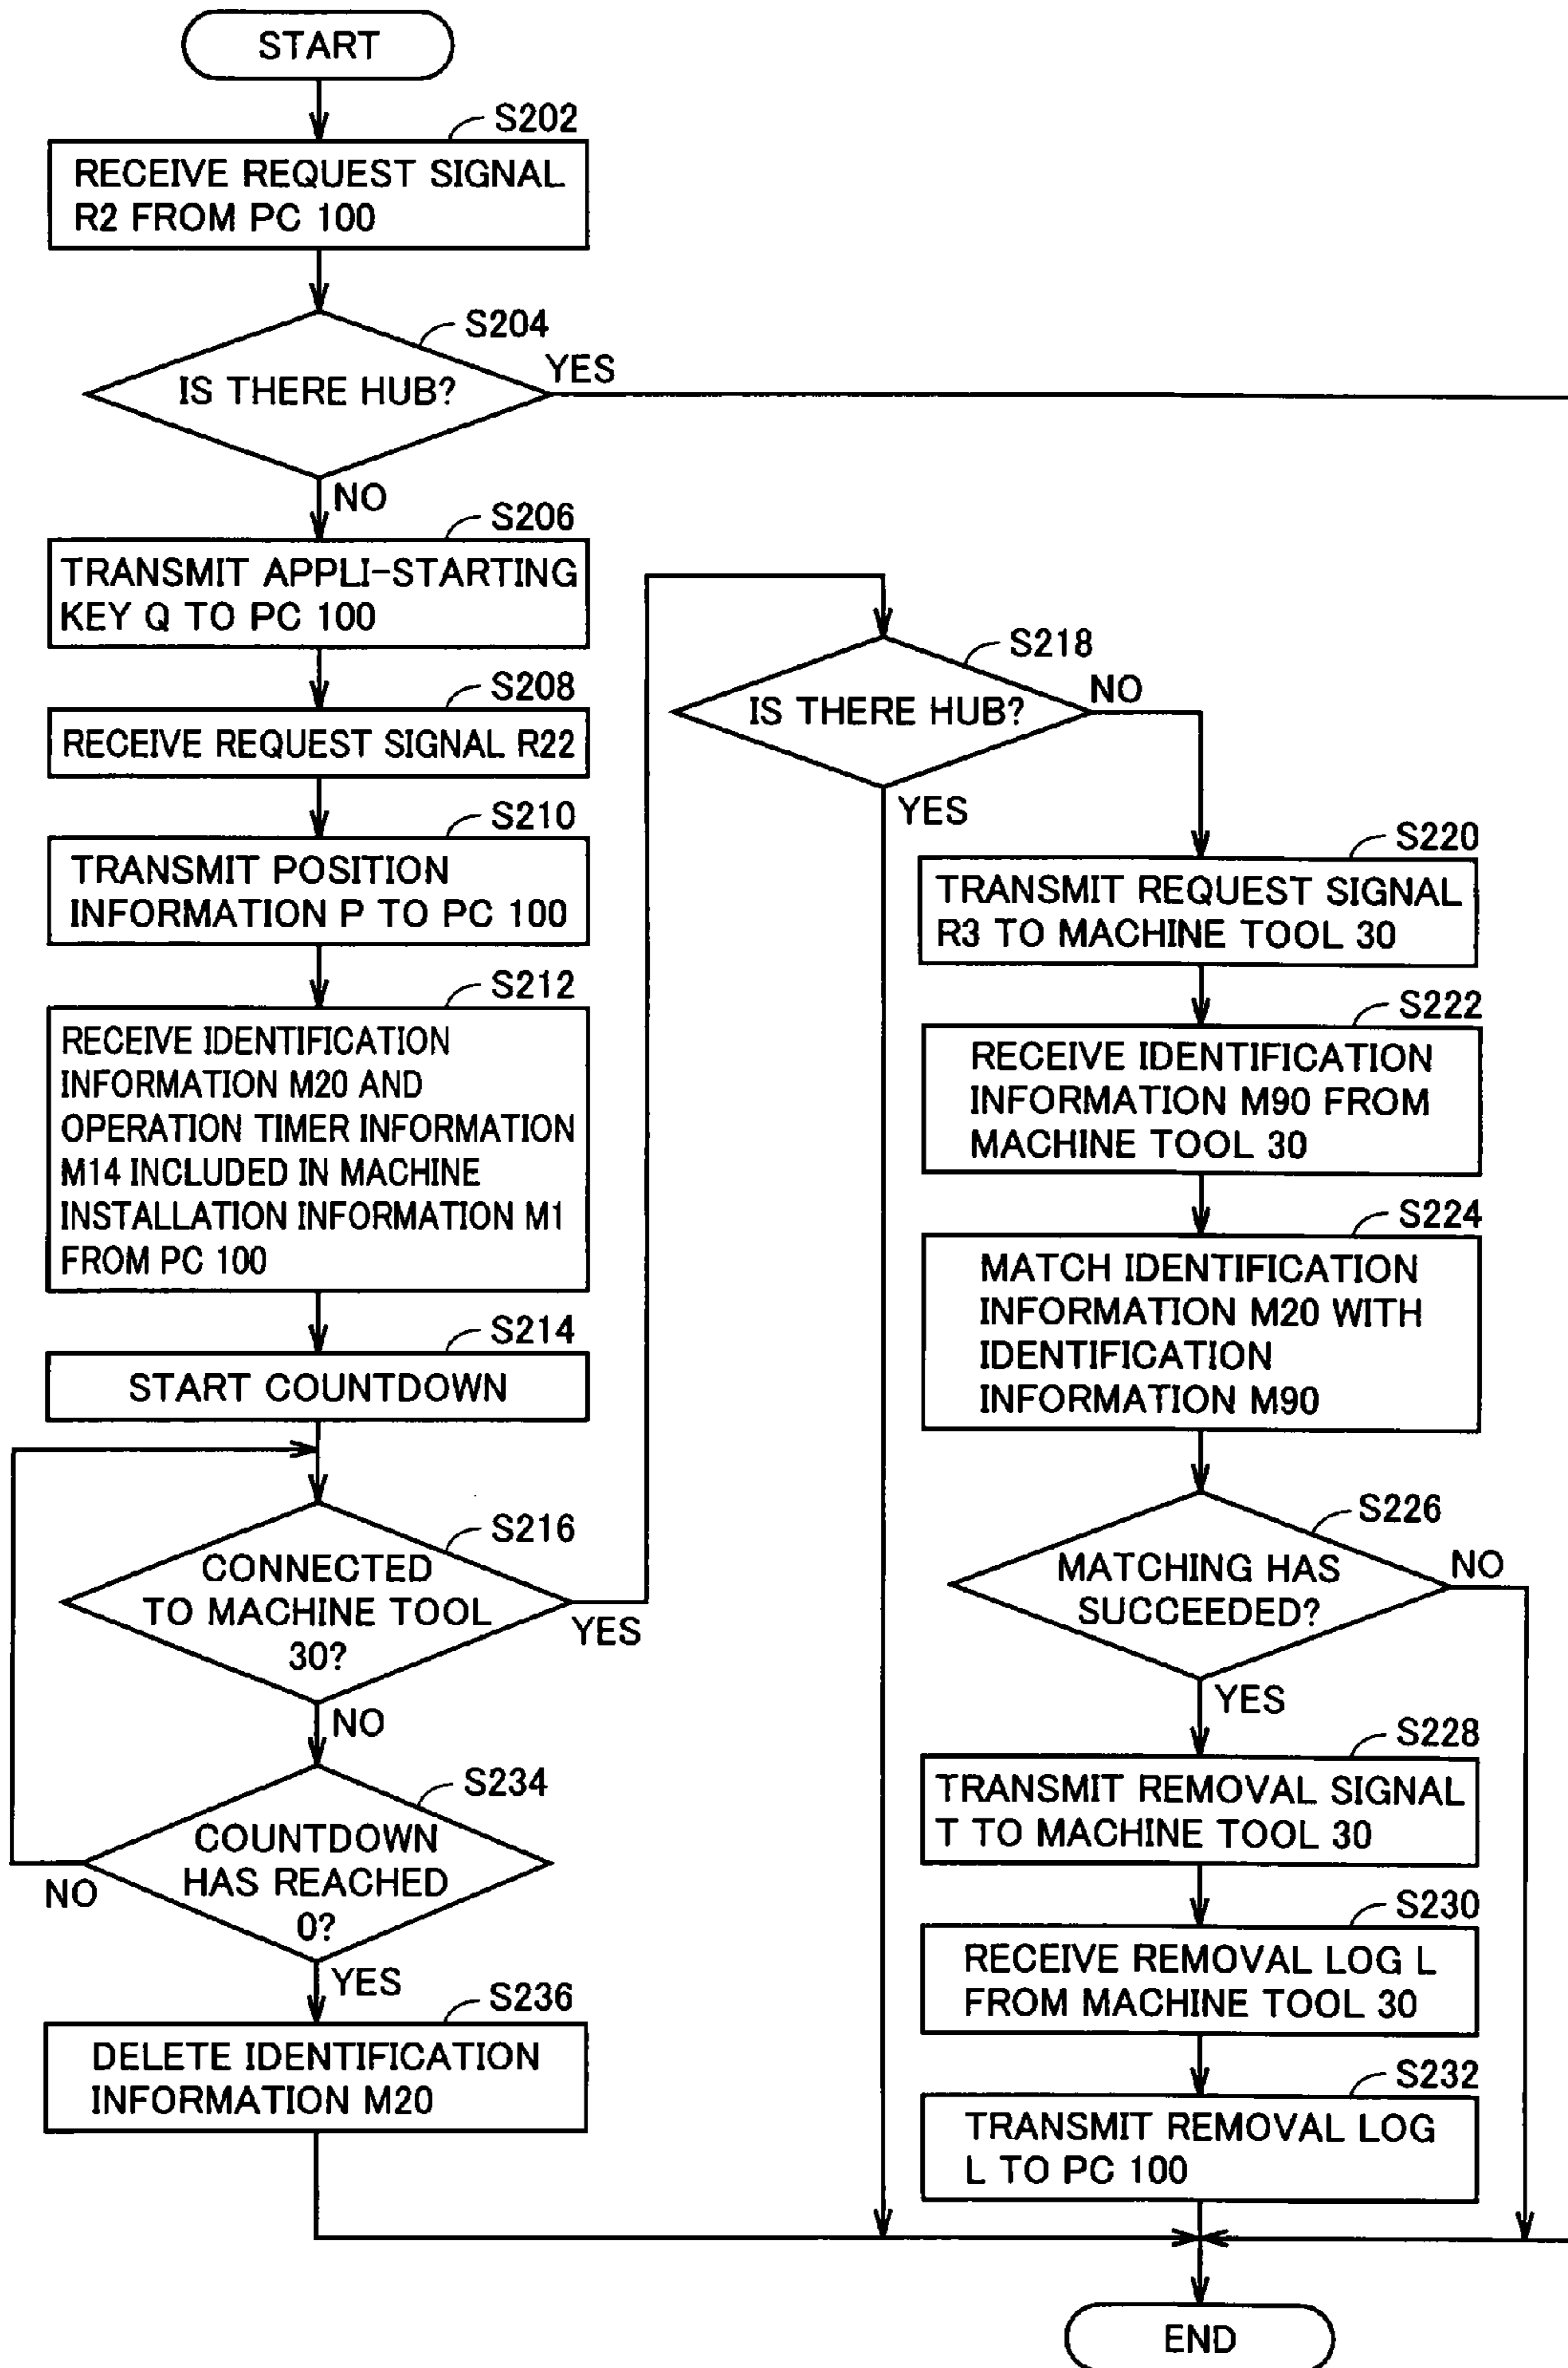 START
S202
RECEIVE REQUEST SIGNAL
R2 FROM PC 100
S204
IS THERE HUB?
YES
NO
S206
TRANSMIT APPLI-STARTING
KEY Q TO PC 100
S208
RECEIVE REQUEST SIGNAL R22
S210
TRANSMIT POSITION
INFORMATION P TO PC 100
S212
RECEIVE IDENTIFICATION
INFORMATION M20 AND
OPERATION TIMER INFORMATION
M14 INCLUDED IN MACHINE
INSTALLATION INFORMATION M1
FROM PC 100
S214
START COUNTDOWN
S216
CONNECTED
TO MACHINE TOOL
30?
YES
NO
S234
COUNTDOWN
HAS REACHED
0?
NO
YES
S236
DELETE IDENTIFICATION
INFORMATION M20
S218
IS THERE HUB?
NO
YES
S220
TRANSMIT REQUEST SIGNAL
R3 TO MACHINE TOOL 30
S222
RECEIVE IDENTIFICATION
INFORMATION M90 FROM
MACHINE TOOL 30
S224
MATCH IDENTIFICATION
INFORMATION M20 WITH
IDENTIFICATION
INFORMATION M90
S226
MATCHING HAS
SUCCEEDED?
NO
YES
S228
TRANSMIT REMOVAL SIGNAL
T TO MACHINE TOOL 30
S230
RECEIVE REMOVAL LOG L
FROM MACHINE TOOL 30
S232
TRANSMIT REMOVAL LOG
L TO PC 100
END